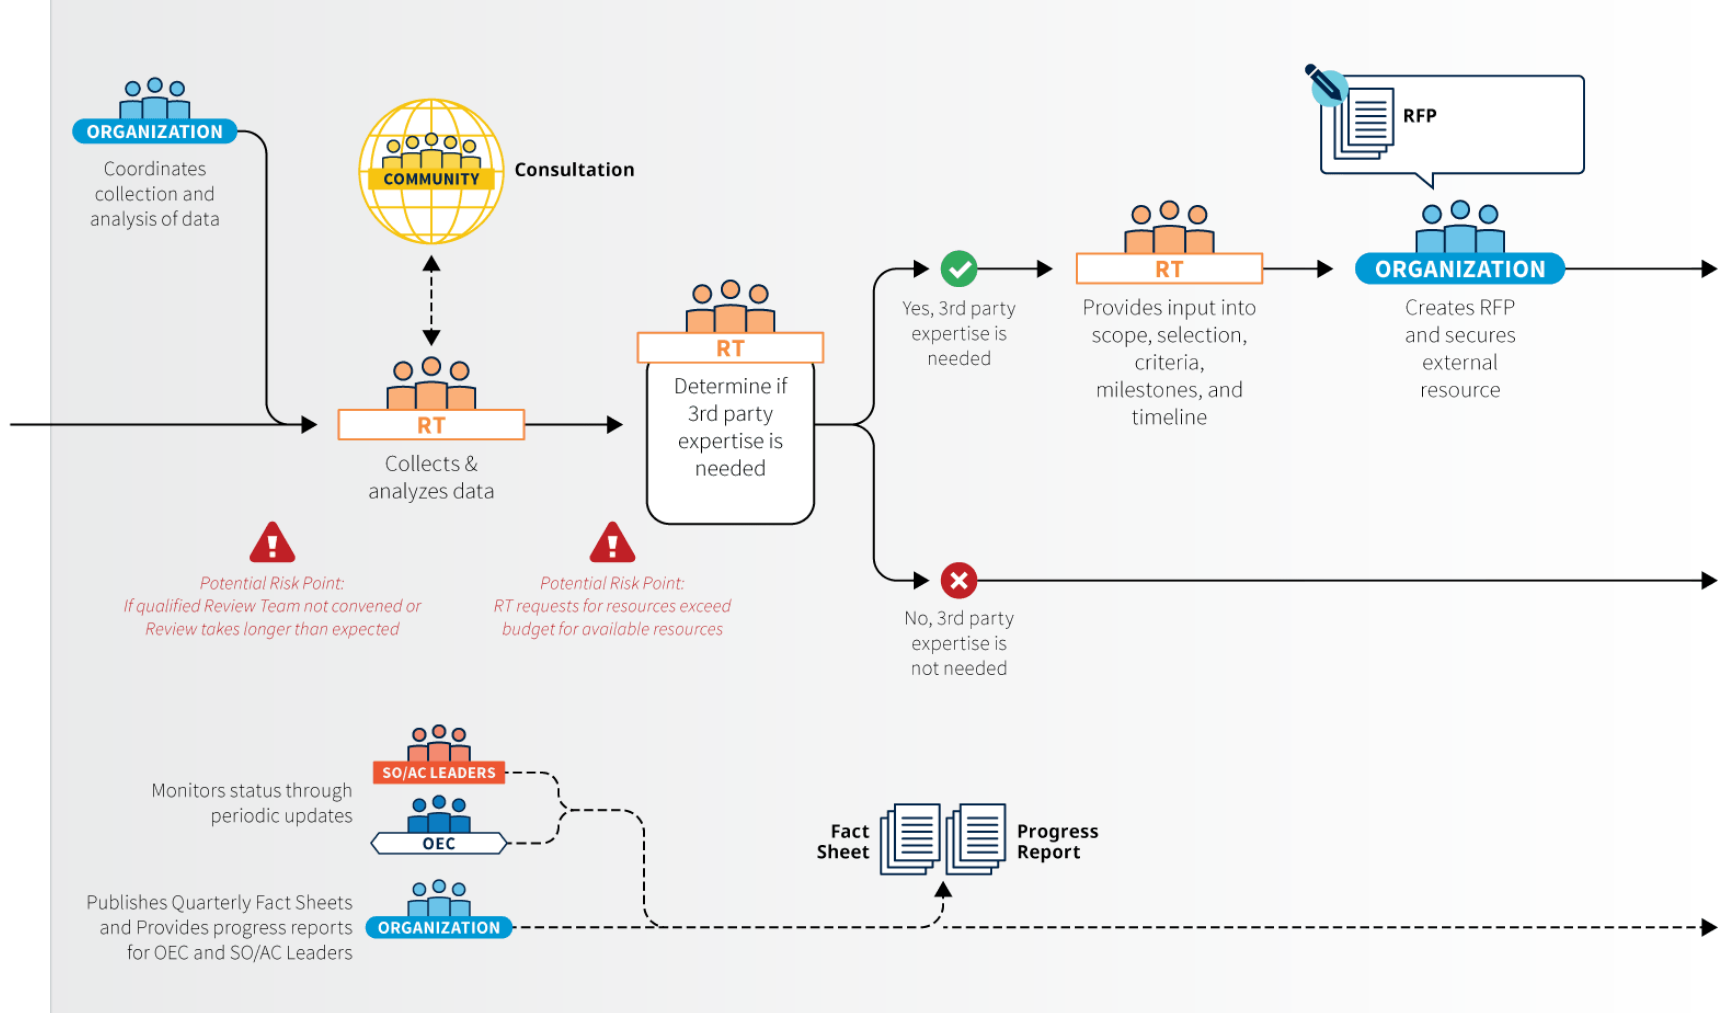 ORGANIZATION
Coordinates
collection and
analysis of data
COMMUNITY
Consultation
RT
Collects &
analyzes data
RT
Determine if
3rd party
expertise is
needed
Yes, 3rd party
expertise is
needed
RT
Provides input into
scope, selection,
criteria,
milestones, and
timeline
RFP
ORGANIZATION
Creates RFP
and secures
external
resource
Potential Risk Point:
If qualified Review Team not convened or
Review takes longer than expected
Potential Risk Point:
RT requests for resources exceed
budget for available resources
No, 3rd party
expertise is
not needed
Monitors status through
periodic updates
SO/AC LEADERS
OEC
Publishes Quarterly Fact Sheets
and Provides progress reports
for OEC and SO/AC Leaders
ORGANIZATION
Fact
Sheet
Progress
Report